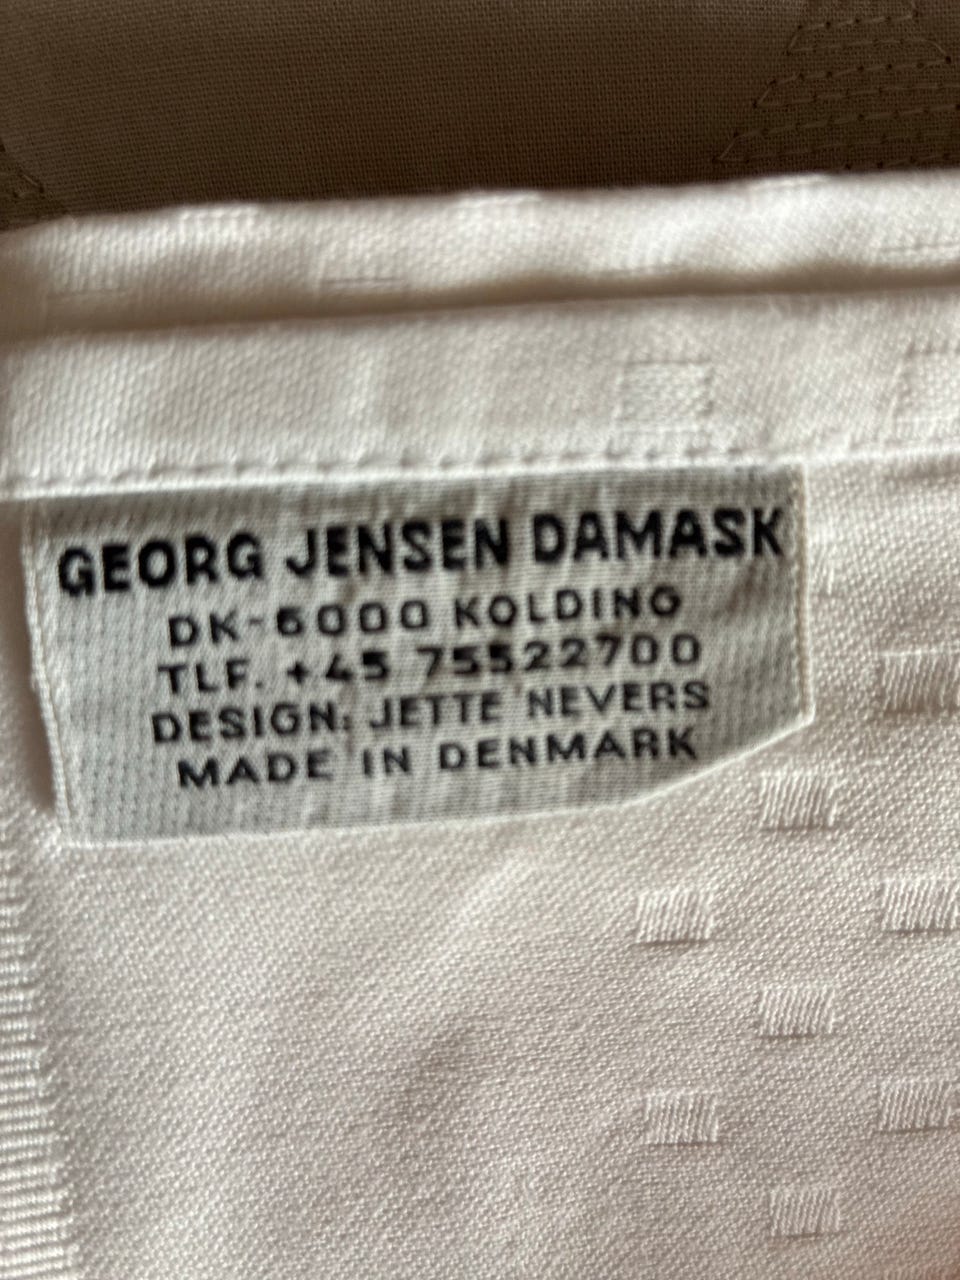 GEORG JENSEN DAMASK
DK-6000 KOLDING
TLF. +45 75522700
DESIGN: JETTE NEVERS
MADE IN DENMARK